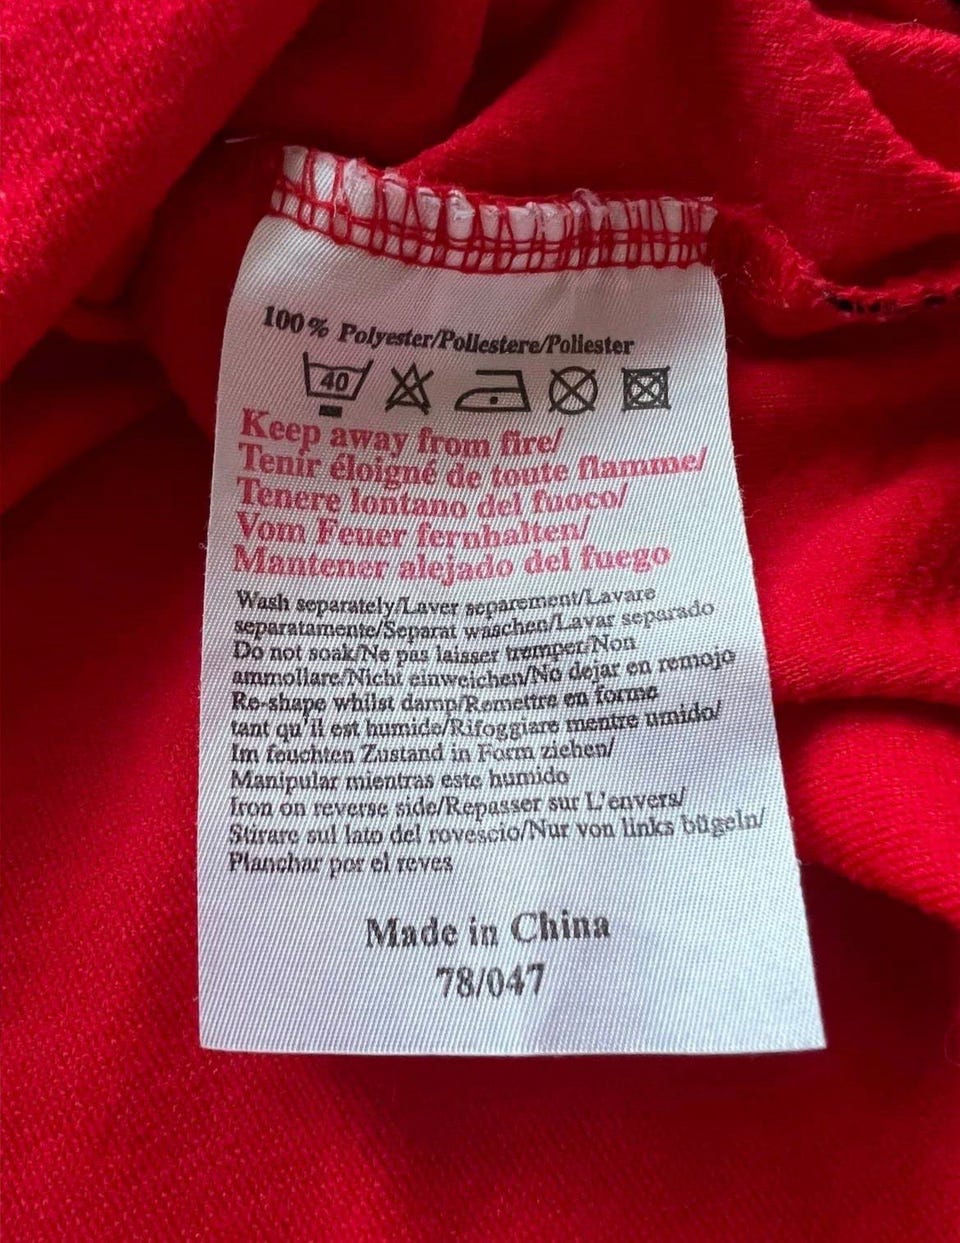 100% Polyester/Poliestere/Poliester
40
Keep away from fire/
Tenir éloigné de toute flamme/
Tenere lontano del fuoco/
Vom Feuer fernhalten/
Mantener alejado del fuego
Wash separately/Laver separement/Lavare
separatamente/Separat waschen/Lavar separado
Do not soak/Ne pas laisser tremper/Non
ammollare/Nicht einweichen/No dejar en remojo
Re-shape whilst damp/Remettre en forme
tant qu'il est humide/Rifoggiare mentre umido/
Im feuchten Zustand in Form ziehen/
Manipular mientras este humido
Iron on reverse side/Repasser sur L'envers/
Stirare sul lato del rovescio/Nur von links bügeln/
Planchar por el reves
Made in China
78/047